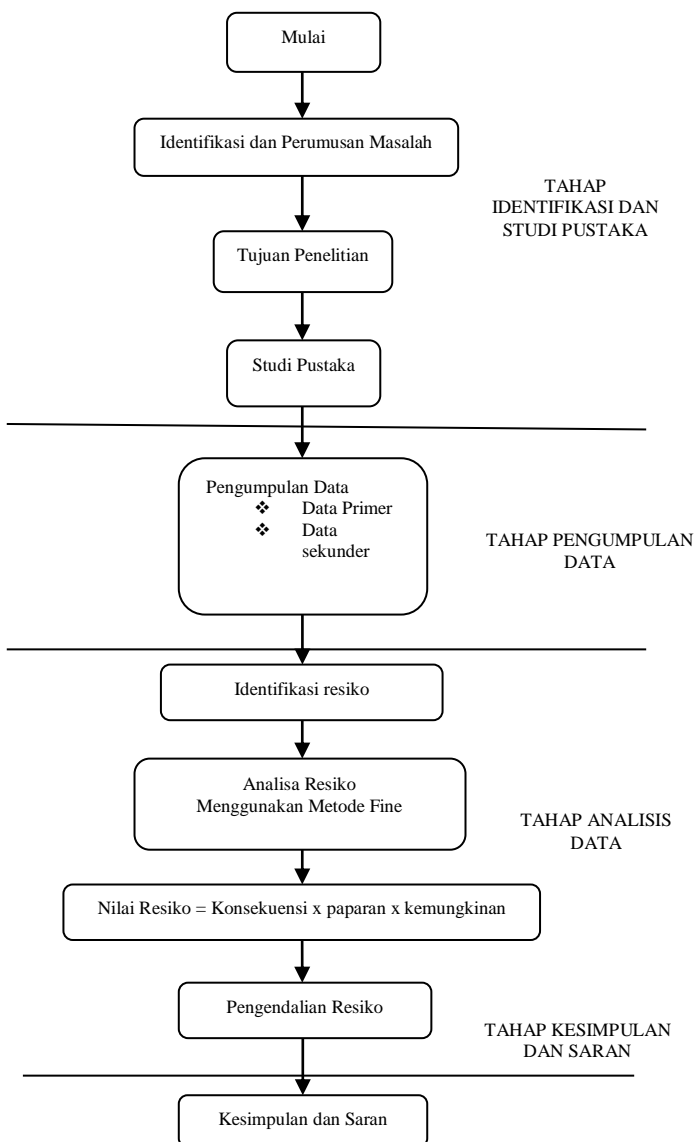 Mulai
Identifikasi dan Perumusan Masalah
TAHAP
IDENTIFIKASI DAN
STUDI PUSTAKA
Tujuan Penelitian
Studi Pustaka
Pengumpulan Data
❖ Data Primer
❖ Data
sekunder
TAHAP PENGUMPULAN
DATA
Identifikasi resiko
Analisa Resiko
Menggunakan Metode Fine
TAHAP ANALISIS
DATA
Nilai Resiko = Konsekuensi x paparan x kemungkinan
Pengendalian Resiko
TAHAP KESIMPULAN
DAN SARAN
Kesimpulan dan Saran